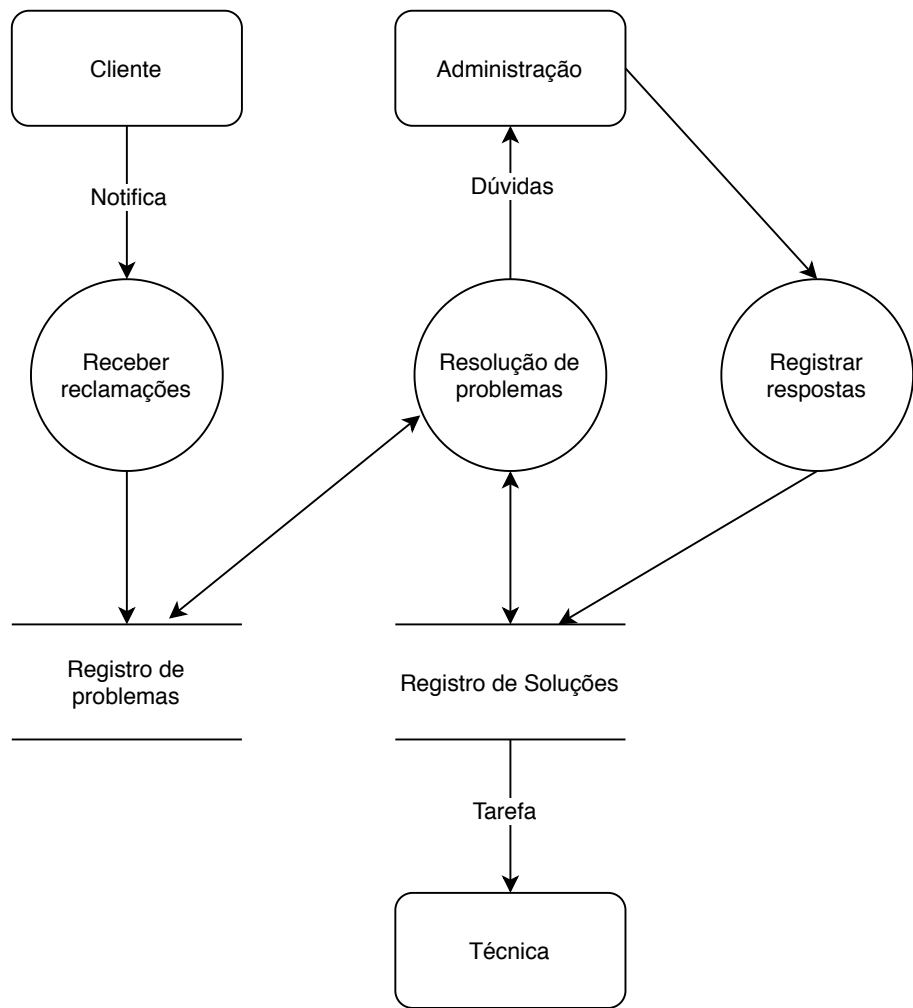 Cliente
Administração
Notifica
Dúvidas
Receber
reclamações
Resolução de
problemas
Registrar
respostas
Registro de
problemas
Registro de Soluções
Tarefa
Técnica